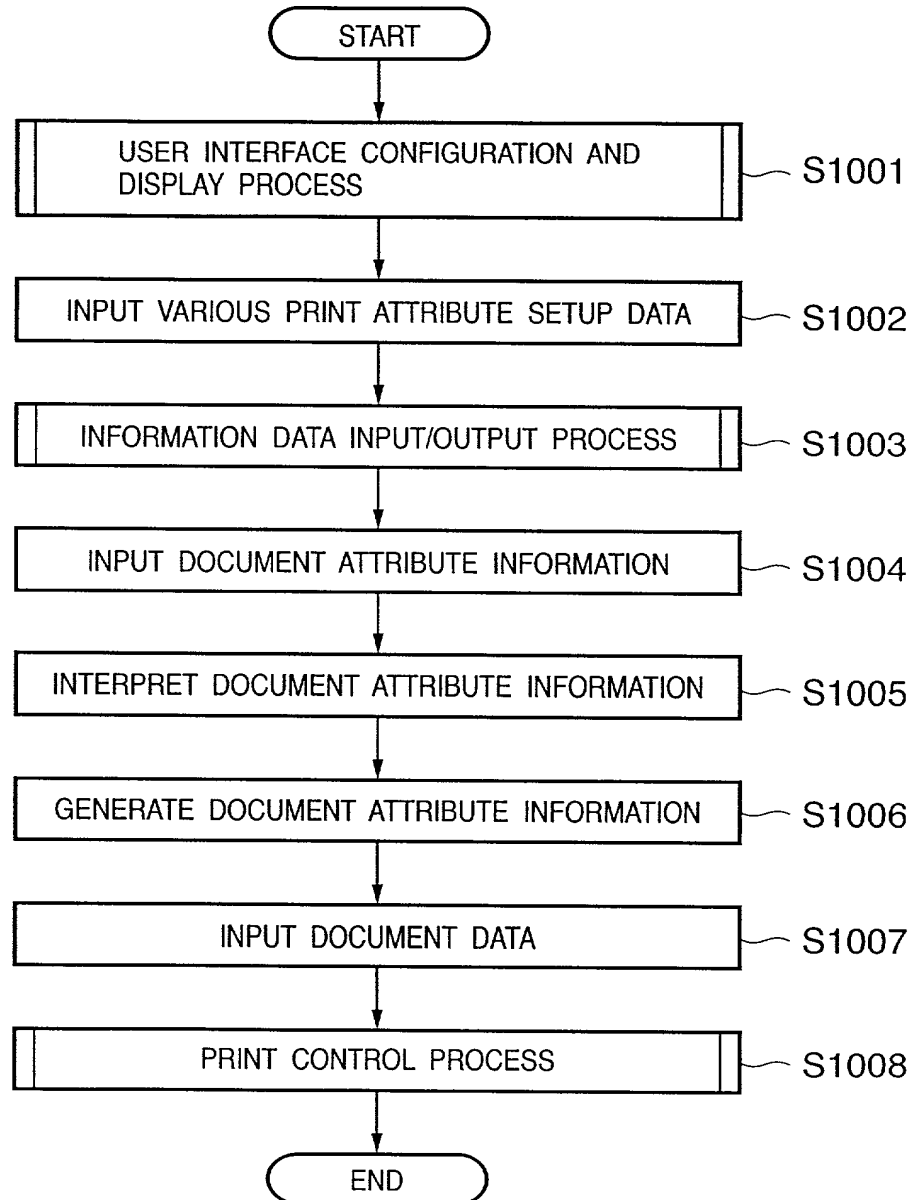 START
USER INTERFACE CONFIGURATION AND
DISPLAY PROCESS
S1001
INPUT VARIOUS PRINT ATTRIBUTE SETUP DATA
S1002
INFORMATION DATA INPUT/OUTPUT PROCESS
S1003
INPUT DOCUMENT ATTRIBUTE INFORMATION
S1004
INTERPRET DOCUMENT ATTRIBUTE INFORMATION
S1005
GENERATE DOCUMENT ATTRIBUTE INFORMATION
S1006
INPUT DOCUMENT DATA
S1007
PRINT CONTROL PROCESS
S1008
END